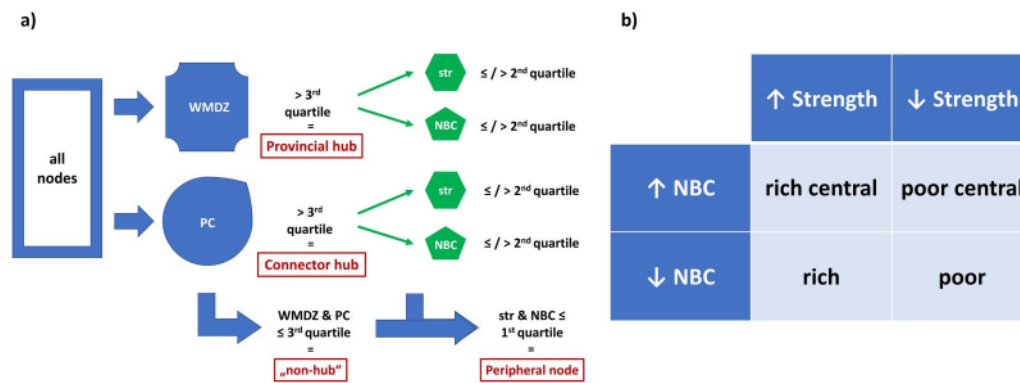 a)
all
nodes
WMDZ
> 3rd
quartile
=
Provincial hub
str
≤ / > 2nd quartile
NBC
≤ / > 2nd quartile
PC
> 3rd
quartile
=
Connector hub
str
≤ / > 2nd quartile
NBC
≤ / > 2nd quartile
WMDZ & PC
≤ 3rd quartile
=
„non-hub“
str & NBC ≤
1st quartile
=
Peripheral node
b)
↑ Strength ↓ Strength
↑ NBC rich central poor central
↓ NBC rich poor